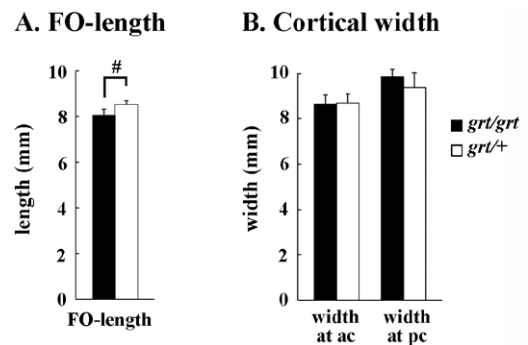 A. FO-length
#
10
8
6
4
2
0
length (mm)
FO-length
B. Cortical width
10
8
6
4
2
0
width (mm)
width at ac
width at pc
grt/grt
grt/+